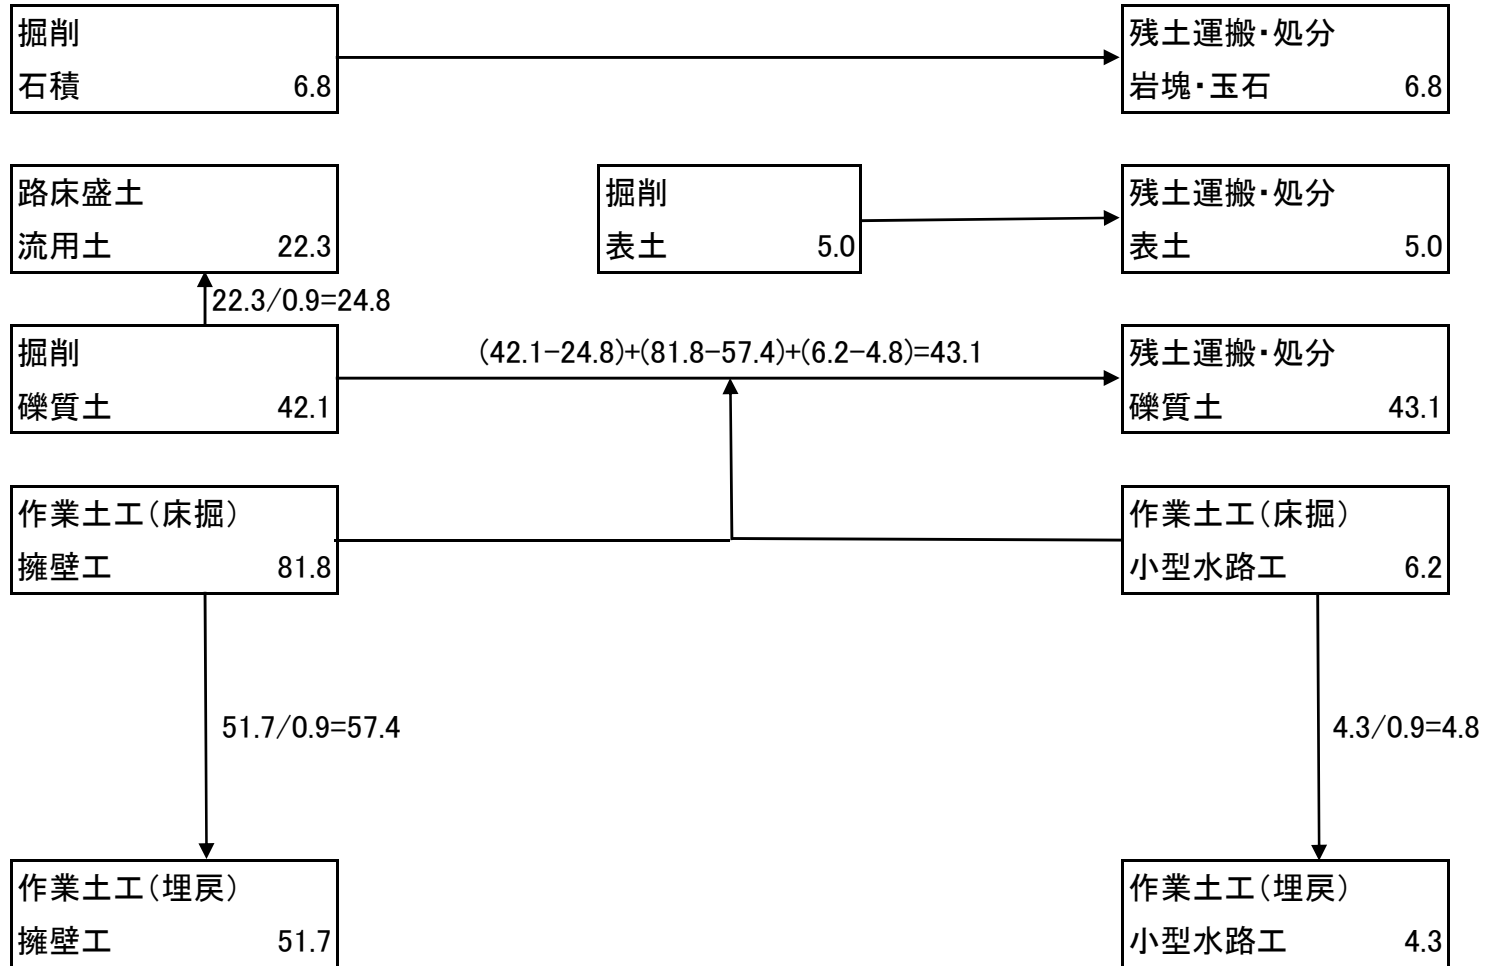 掘削
石積 6.8
残土運搬・処分
岩塊・玉石 6.8
路床盛土
流用土 22.3
掘削
表土 5.0
残土運搬・処分
表土 5.0
22.3/0.9=24.8
掘削
礫質土 42.1
(42.1-24.8)+(81.8-57.4)+(6.2-4.8)=43.1
残土運搬・処分
礫質土 43.1
作業土工(床掘)
擁壁工 81.8
作業土工(床掘)
小型水路工 6.2
51.7/0.9=57.4
4.3/0.9=4.8
作業土工(埋戻)
擁壁工 51.7
作業土工(埋戻)
小型水路工 4.3